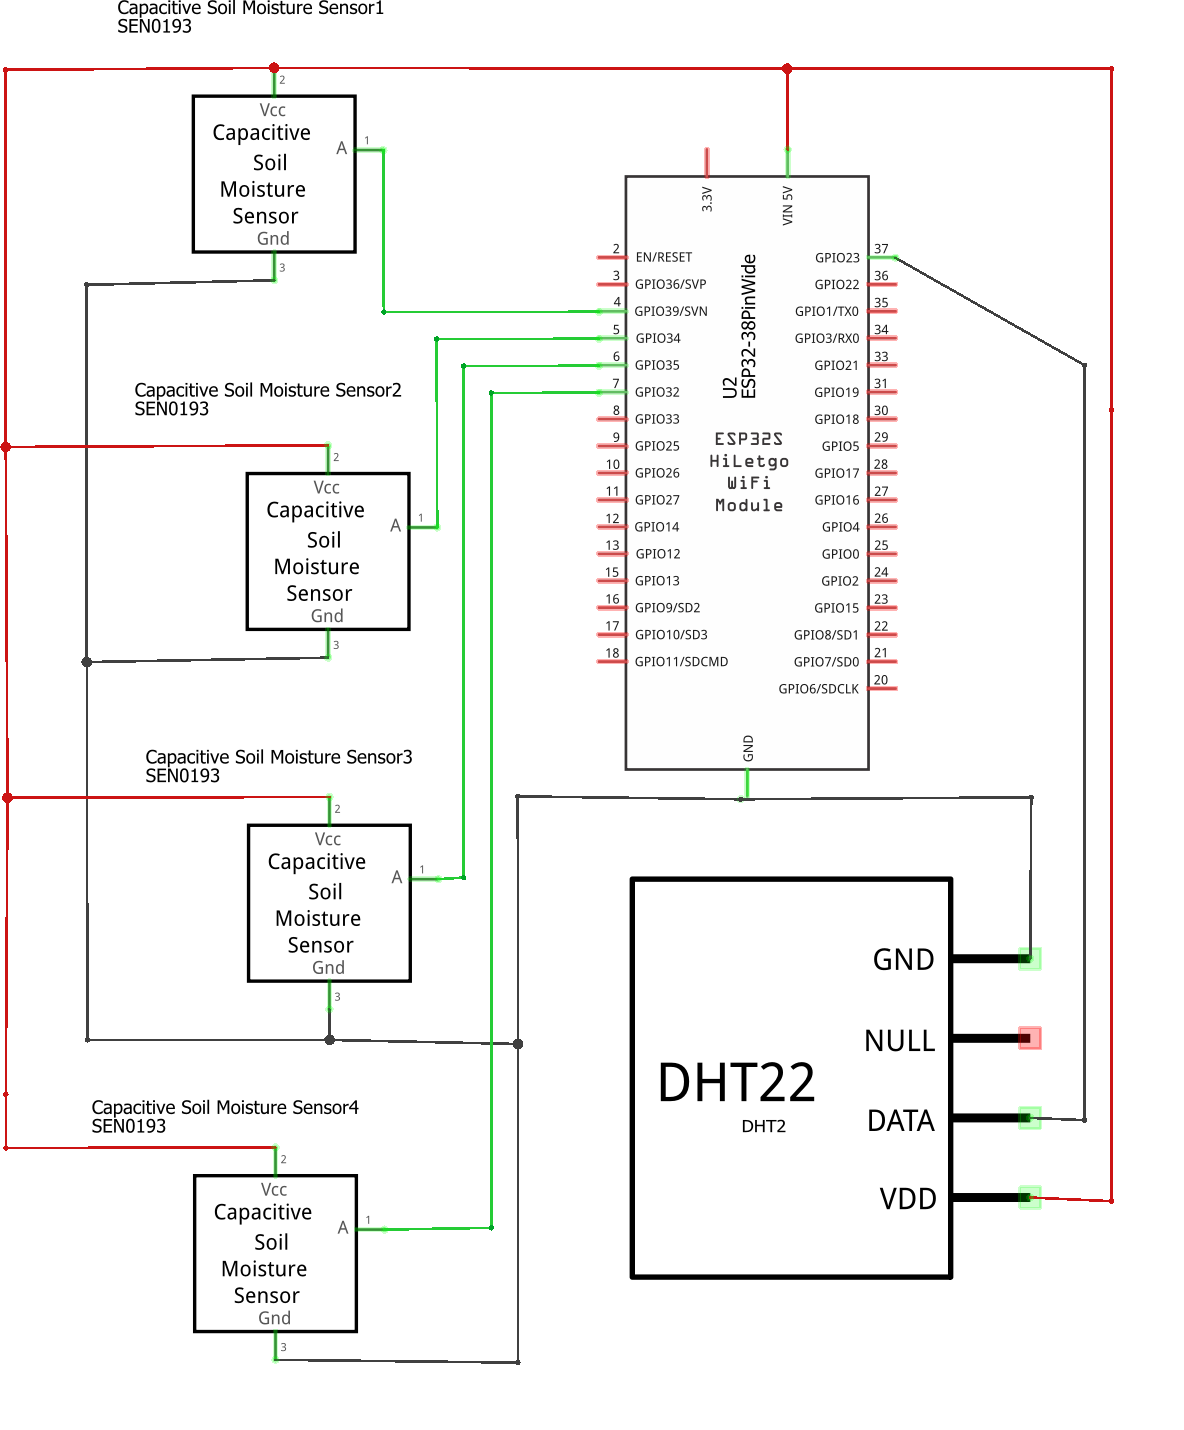 Capacitive Soil Moisture Sensor1
SEN0193
2
Vcc
Capacitive
Soil
Moisture
Sensor
Gnd
A
1
3
Capacitive Soil Moisture Sensor2
SEN0193
2
Vcc
Capacitive
Soil
Moisture
Sensor
Gnd
A
1
3
Capacitive Soil Moisture Sensor3
SEN0193
2
Vcc
Capacitive
Soil
Moisture
Sensor
Gnd
A
1
3
Capacitive Soil Moisture Sensor4
SEN0193
2
Vcc
Capacitive
Soil
Moisture
Sensor
Gnd
A
1
3
3.3V
VIN 5V
2 EN/RESET
3 GPIO36/SVP
4 GPIO39/SVN
5 GPIO34
6 GPIO35
7 GPIO32
8 GPIO33
9 GPIO25
10 GPIO26
11 GPIO27
12 GPIO14
13 GPIO12
15 GPIO13
16 GPIO9/SD2
17 GPIO10/SD3
18 GPIO11/SDCMD
U2
ESP32-38PinWide
ESP32S
HiLetgo
WiFi
Module
GPIO23 37
GPIO22 36
GPIO1/TX0 35
GPIO3/RX0 34
GPIO21 33
GPIO19 31
GPIO18 30
GPIO5 29
GPIO17 28
GPIO16 27
GPIO4 26
GPIO0 25
GPIO2 24
GPIO15 23
GPIO8/SD1 22
GPIO7/SD0 21
GPIO6/SDCLK 20
GND
DHT22
DHT2
GND
NULL
DATA
VDD